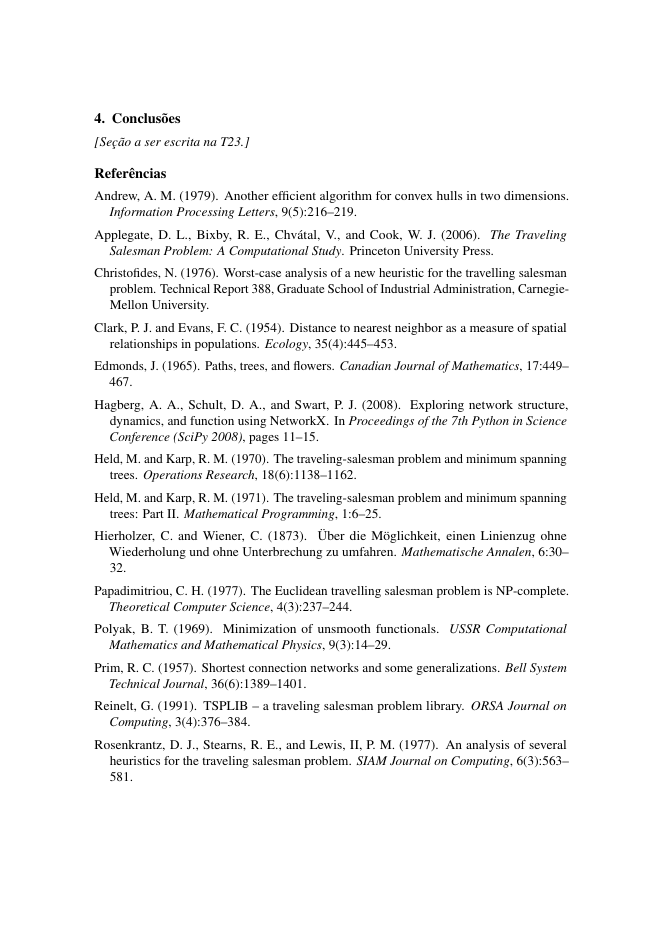 4. Conclusões
[Seção a ser escrita na T23.]
Referências
Andrew, A. M. (1979). Another efficient algorithm for convex hulls in two dimensions.
Information Processing Letters, 9(5):216–219.
Applegate, D. L., Bixby, R. E., Chvátal, V., and Cook, W. J. (2006). The Traveling
Salesman Problem: A Computational Study. Princeton University Press.
Christofides, N. (1976). Worst-case analysis of a new heuristic for the travelling salesman
problem. Technical Report 388, Graduate School of Industrial Administration, Carnegie-
Mellon University.
Clark, P. J. and Evans, F. C. (1954). Distance to nearest neighbor as a measure of spatial
relationships in populations. Ecology, 35(4):445–453.
Edmonds, J. (1965). Paths, trees, and flowers. Canadian Journal of Mathematics, 17:449–
467.
Hagberg, A. A., Schult, D. A., and Swart, P. J. (2008). Exploring network structure,
dynamics, and function using NetworkX. In Proceedings of the 7th Python in Science
Conference (SciPy 2008), pages 11–15.
Held, M. and Karp, R. M. (1970). The traveling-salesman problem and minimum spanning
trees. Operations Research, 18(6):1138–1162.
Held, M. and Karp, R. M. (1971). The traveling-salesman problem and minimum spanning
trees: Part II. Mathematical Programming, 1:6–25.
Hierholzer, C. and Wiener, C. (1873). Über die Möglichkeit, einen Linienzug ohne
Wiederholung und ohne Unterbrechung zu umfahren. Mathematische Annalen, 6:30–
32.
Papadimitriou, C. H. (1977). The Euclidean travelling salesman problem is NP-complete.
Theoretical Computer Science, 4(3):237–244.
Polyak, B. T. (1969). Minimization of unsmooth functionals. USSR Computational
Mathematics and Mathematical Physics, 9(3):14–29.
Prim, R. C. (1957). Shortest connection networks and some generalizations. Bell System
Technical Journal, 36(6):1389–1401.
Reinelt, G. (1991). TSPLIB – a traveling salesman problem library. ORSA Journal on
Computing, 3(4):376–384.
Rosenkrantz, D. J., Stearns, R. E., and Lewis, II, P. M. (1977). An analysis of several
heuristics for the traveling salesman problem. SIAM Journal on Computing, 6(3):563–
581.